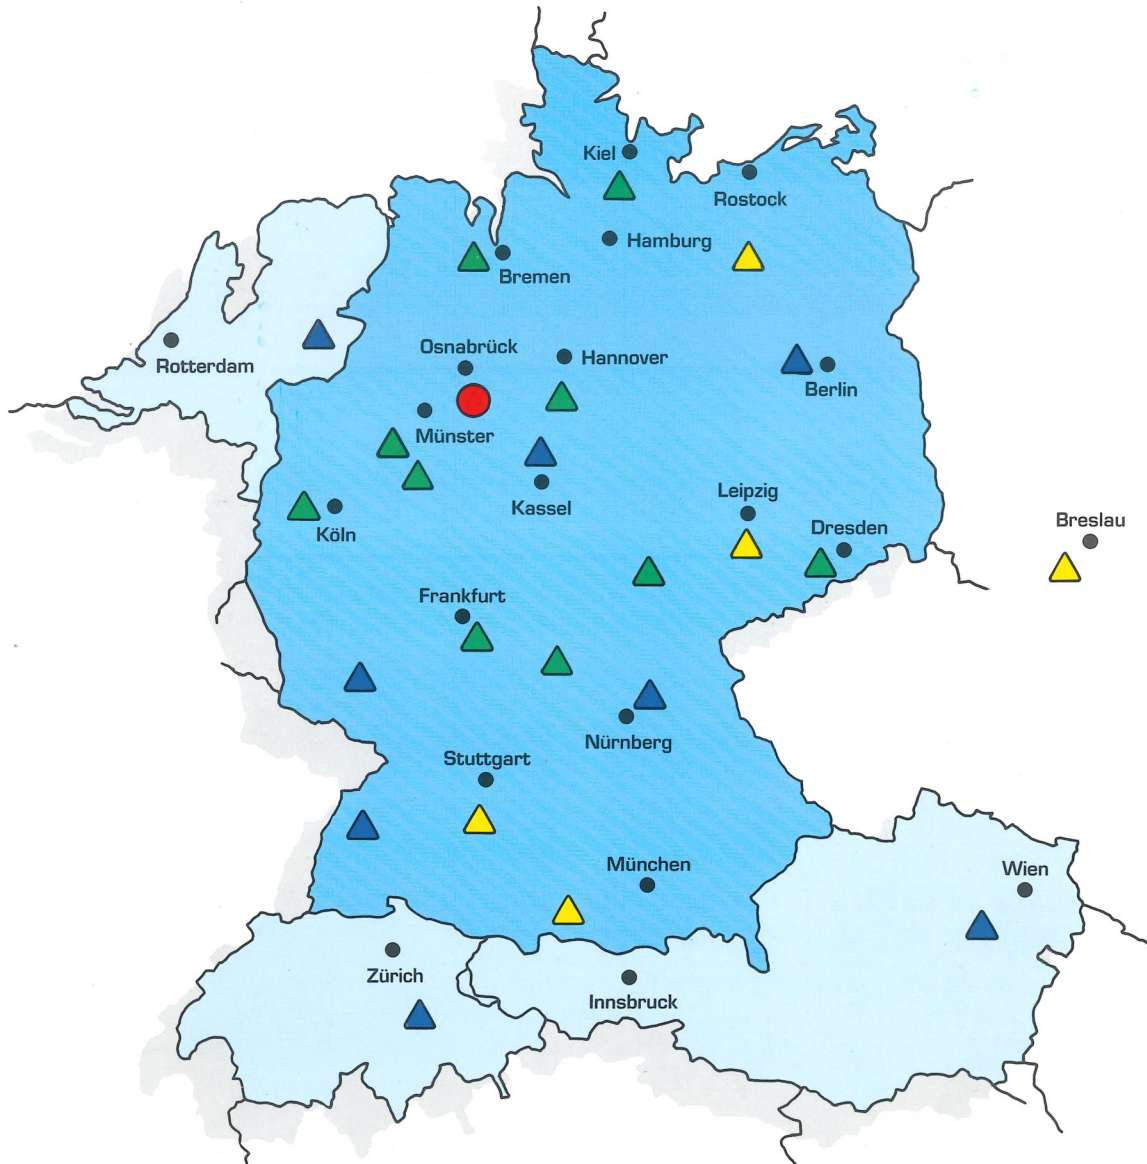 Kiel
Rostock
Hamburg
Bremen
Rotterdam
Osnabrück
Hannover
Berlin
Münster
Kassel
Leipzig
Köln
Dresden
Breslau
Frankfurt
Nürnberg
Stuttgart
München
Wien
Zürich
Innsbruck